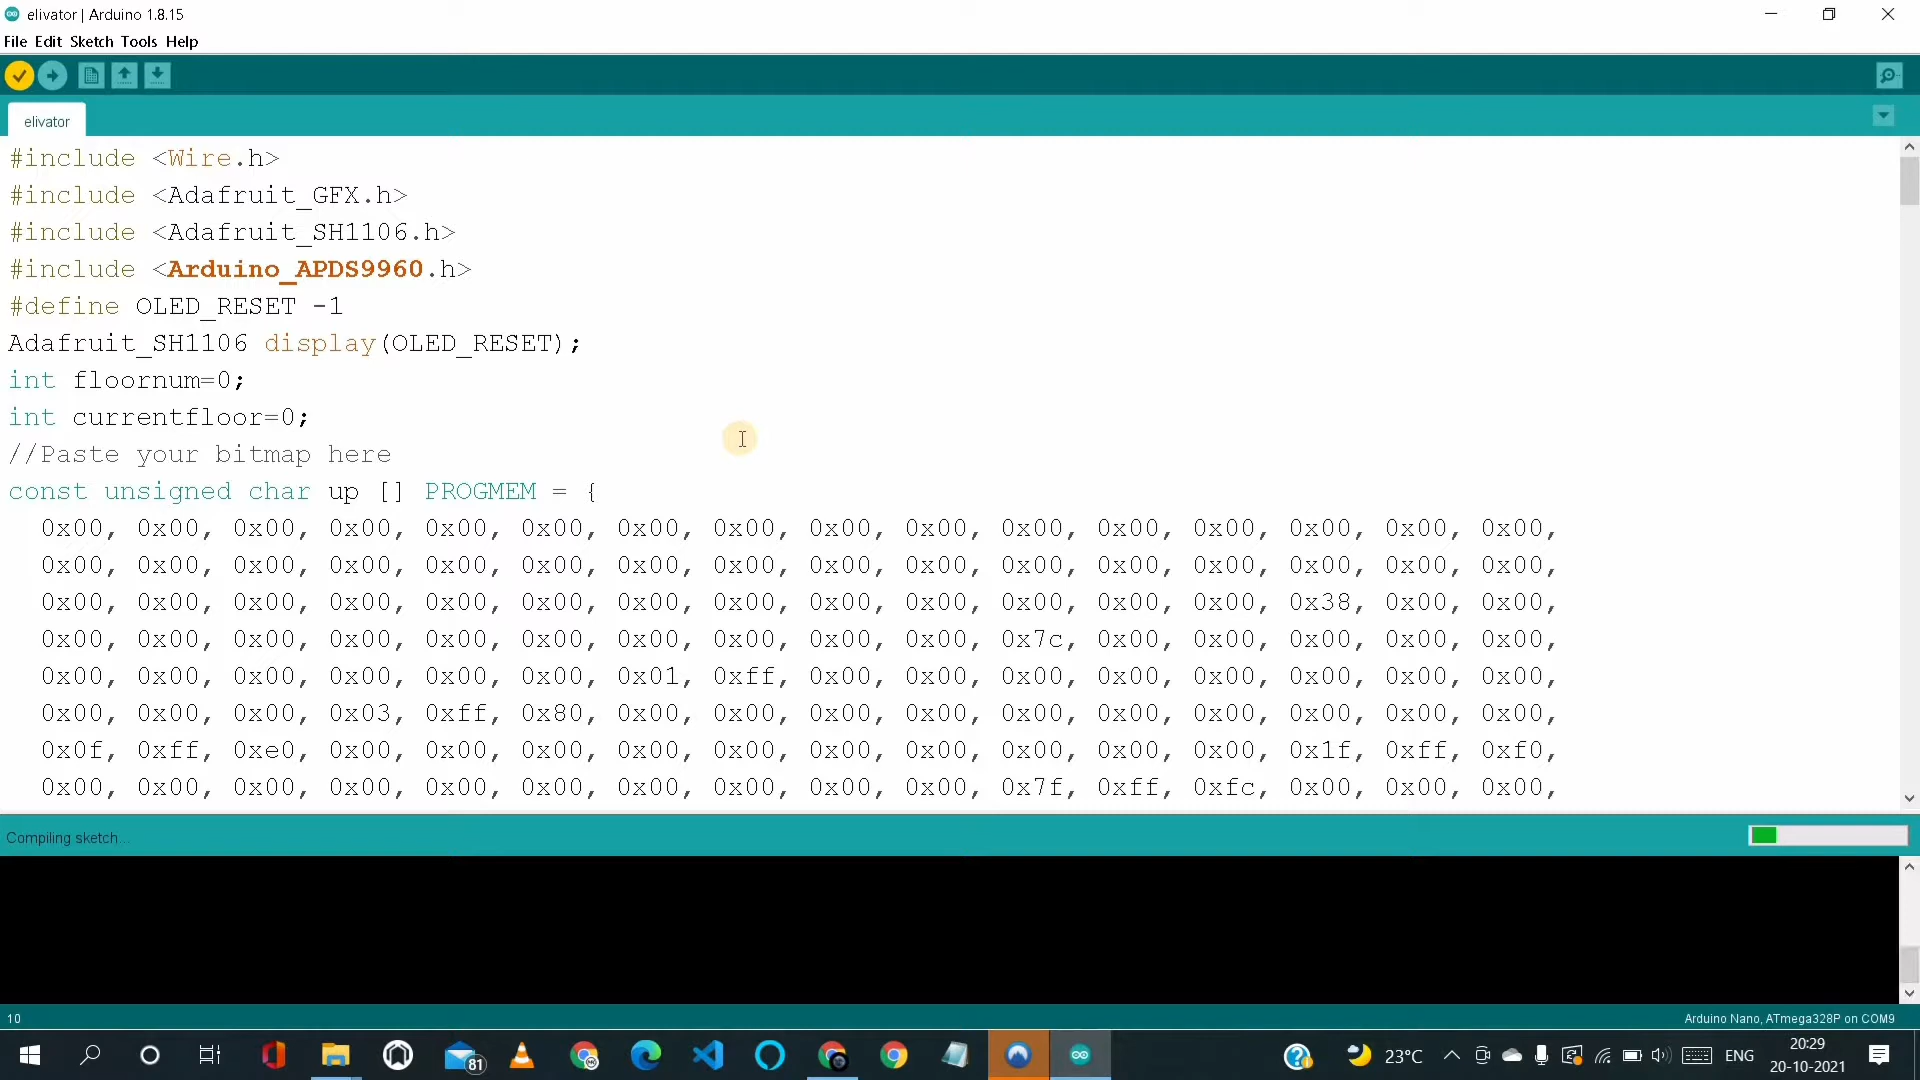 elivator | Arduino 1.8.15
File Edit Sketch Tools Help
elivator
#include <Wire.h>
#include <Adafruit_GFX.h>
#include <Adafruit_SH1106.h>
#include <Arduino_APDS9960.h>
#define OLED_RESET -1
Adafruit_SH1106 display(OLED_RESET);
int floornum=0;
int currentfloor=0;
//Paste your bitmap here
const unsigned char up [] PROGMEM = {
0x00, 0x00, 0x00, 0x00, 0x00, 0x00, 0x00, 0x00, 0x00, 0x00, 0x00, 0x00, 0x00, 0x00, 0x00, 0x00,
0x00, 0x00, 0x00, 0x00, 0x00, 0x00, 0x00, 0x00, 0x00, 0x00, 0x00, 0x00, 0x00, 0x00, 0x00, 0x00,
0x00, 0x00, 0x00, 0x00, 0x00, 0x00, 0x00, 0x00, 0x00, 0x00, 0x00, 0x00, 0x00, 0x38, 0x00, 0x00,
0x00, 0x00, 0x00, 0x00, 0x00, 0x00, 0x00, 0x00, 0x00, 0x00, 0x7c, 0x00, 0x00, 0x00, 0x00, 0x00,
0x00, 0x00, 0x00, 0x00, 0x00, 0x00, 0x01, 0xff, 0x00, 0x00, 0x00, 0x00, 0x00, 0x00, 0x00, 0x00,
0x00, 0x00, 0x00, 0x03, 0xff, 0x80, 0x00, 0x00, 0x00, 0x00, 0x00, 0x00, 0x00, 0x00, 0x00, 0x00,
0x0f, 0xff, 0xe0, 0x00, 0x00, 0x00, 0x00, 0x00, 0x00, 0x00, 0x00, 0x00, 0x00, 0x1f, 0xff, 0xf0,
0x00, 0x00, 0x00, 0x00, 0x00, 0x00, 0x00, 0x00, 0x00, 0x00, 0x7f, 0xff, 0xfc, 0x00, 0x00, 0x00,
Compiling sketch...
10
Arduino Nano, ATmega328P on COM9
81
23°C
ENG
20:29
20-10-2021